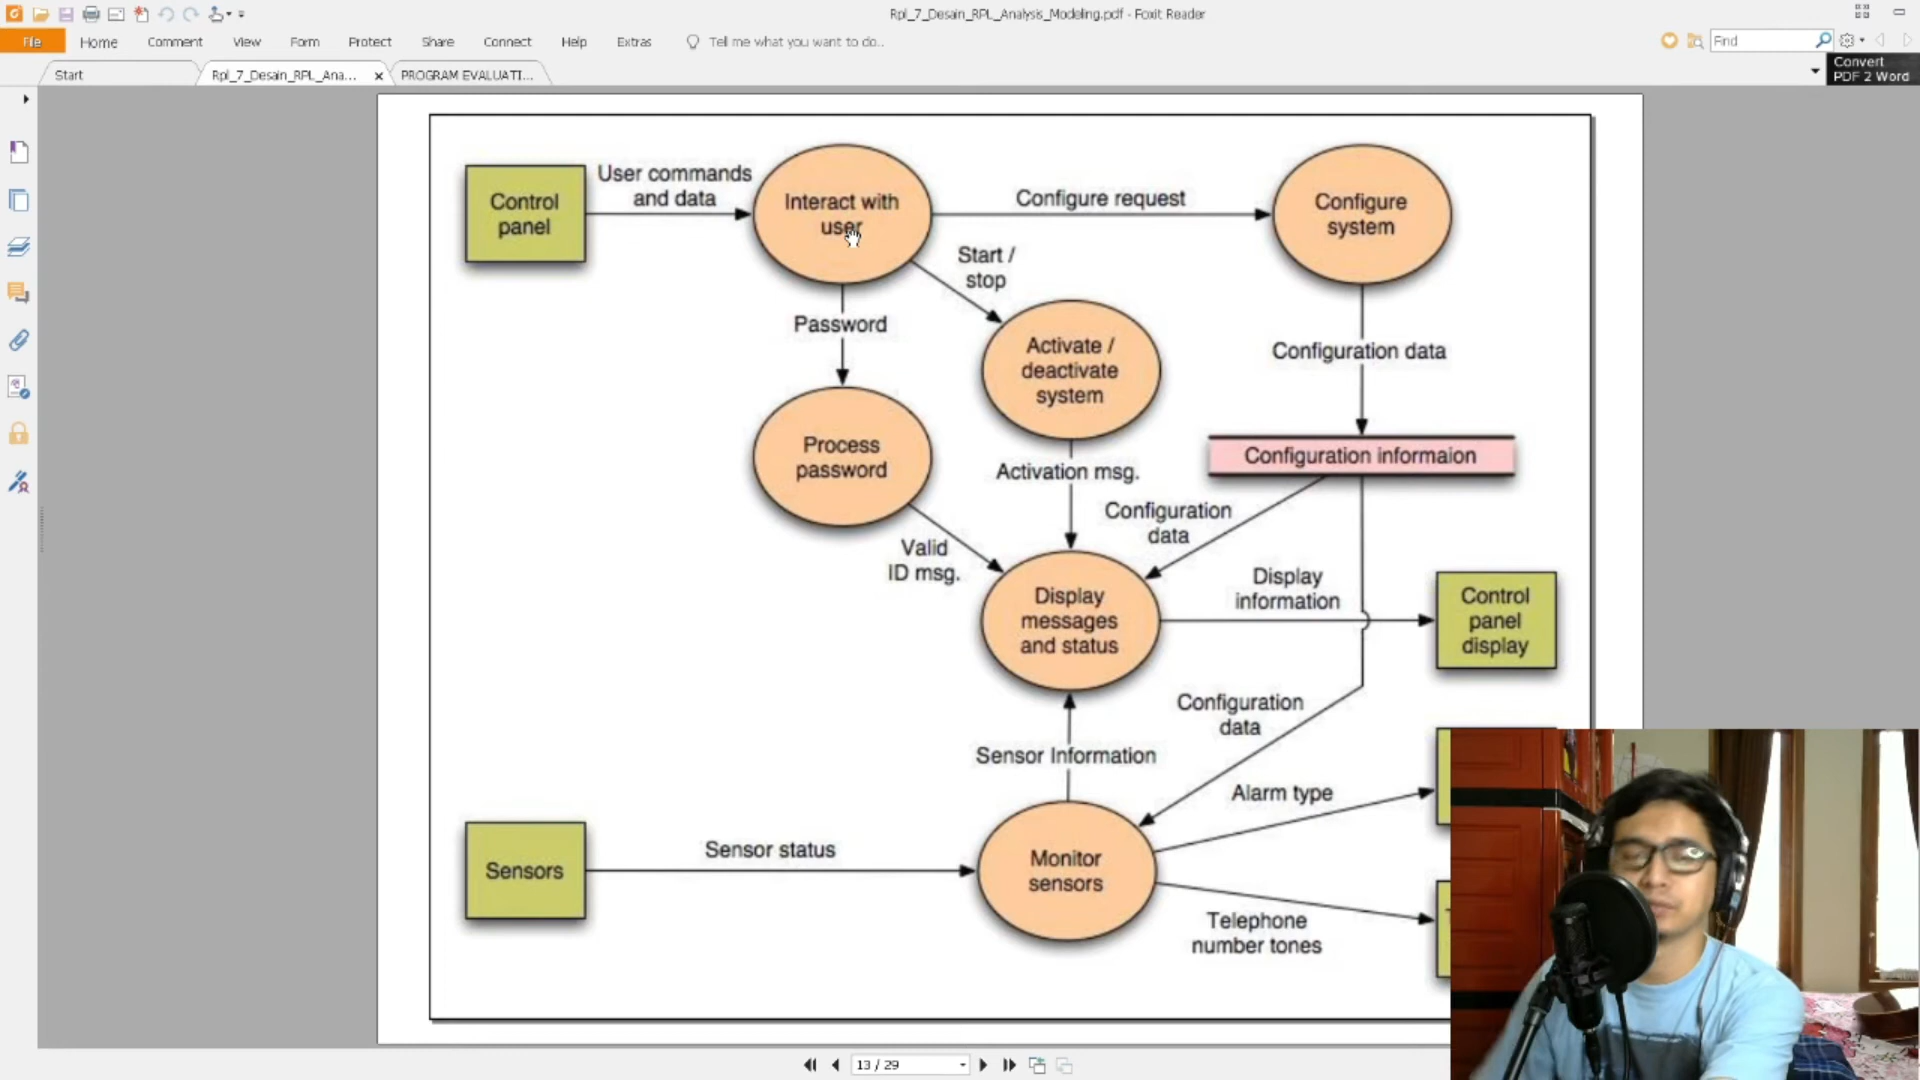 Rpl_7_Desain_RPL_Analysis_Modeling.pdf - Foxit Reader
File Home Comment View Form Protect Share Connect Help Extras Tell me what you want to do..
Find
Start
Rpl_7_Desain_RPL_Ana...
PROGRAM EVALUATI...
Convert
PDF 2 Word
Control
panel
User commands
and data
Interact with
user
Configure request
Configure
system
Start /
stop
Password
Activate /
deactivate
system
Configuration data
Process
password
Activation msg.
Configuration informaion
Configuration
data
Valid
ID msg.
Display
messages
and status
Display
information
Control
panel
display
Configuration
data
Sensor Information
Alarm type
Sensors
Sensor status
Monitor
sensors
Telephone
number tones
13 / 29